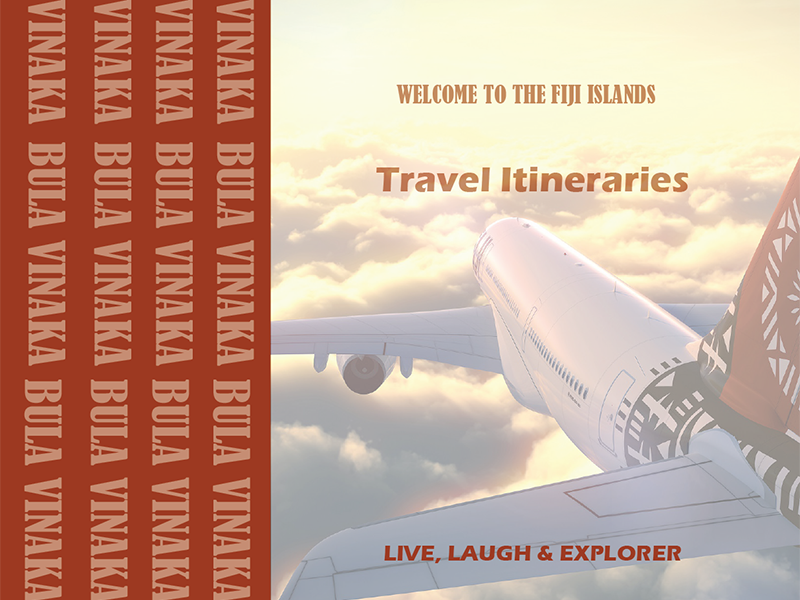 VINAKA BULA VINAKA BULA VINAKA
VINAKA BULA VINAKA BULA VINAKA
VINAKA BULA VINAKA BULA VINAKA
VINAKA BULA VINAKA BULA VINAKA
WELCOME TO THE FIJI ISLANDS
Travel Itineraries
LIVE, LAUGH & EXPLORER